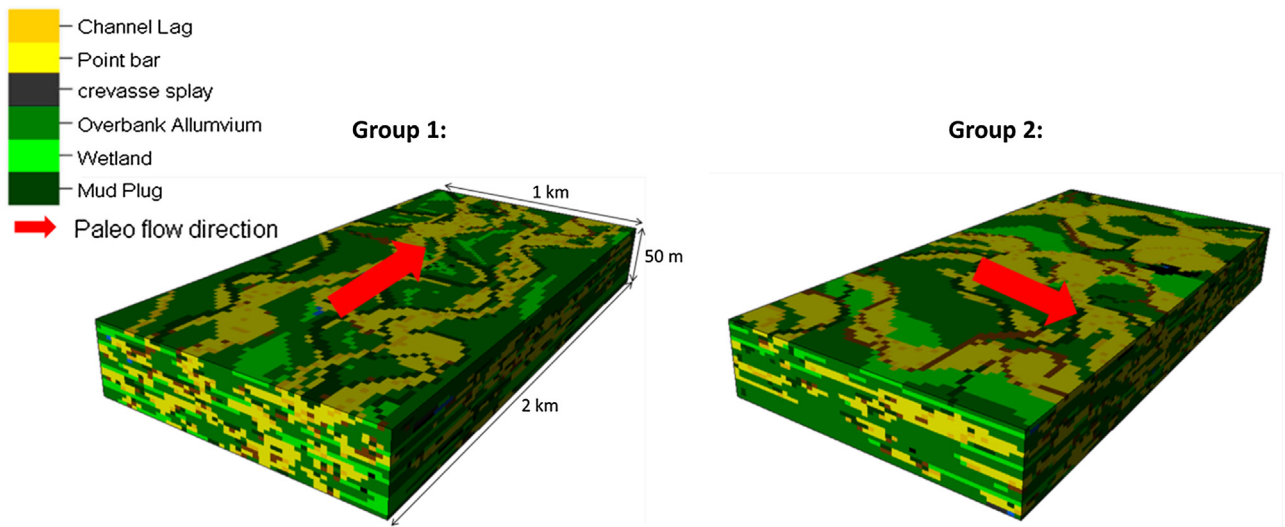 Channel Lag
Point bar
crevasse splay
Overbank Allumvium
Wetland
Mud Plug
Paleo flow direction
Group 1:
1 km
50 m
2 km
Group 2: